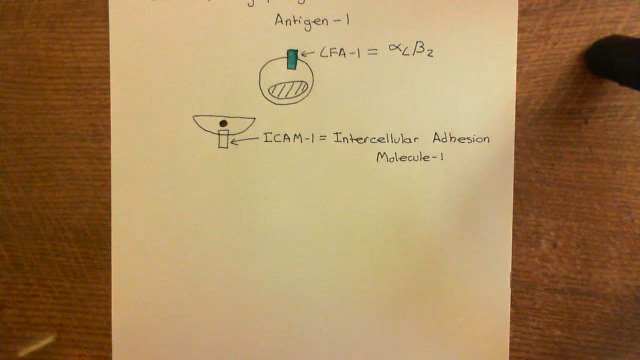 Antigen-1
LFA-1 = αLβ2
ICAM-1 = Intercellular Adhesion
Molecule-1